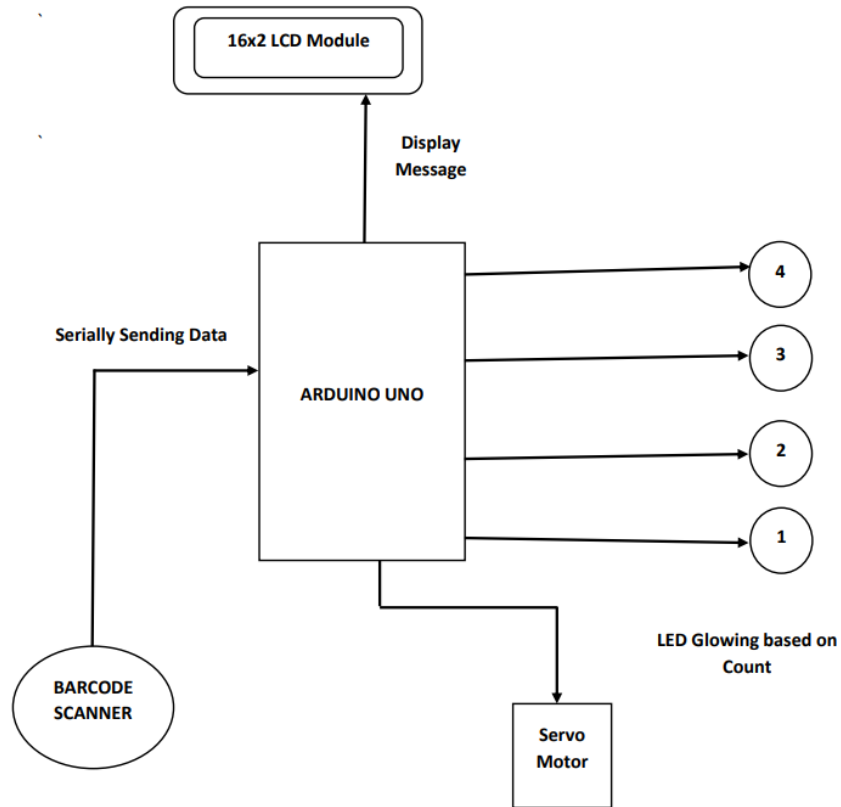 16x2 LCD Module
Display
Message
4
Serially Sending Data
3
ARDUINO UNO
2
1
LED Glowing based on
Count
BARCODE
SCANNER
Servo
Motor